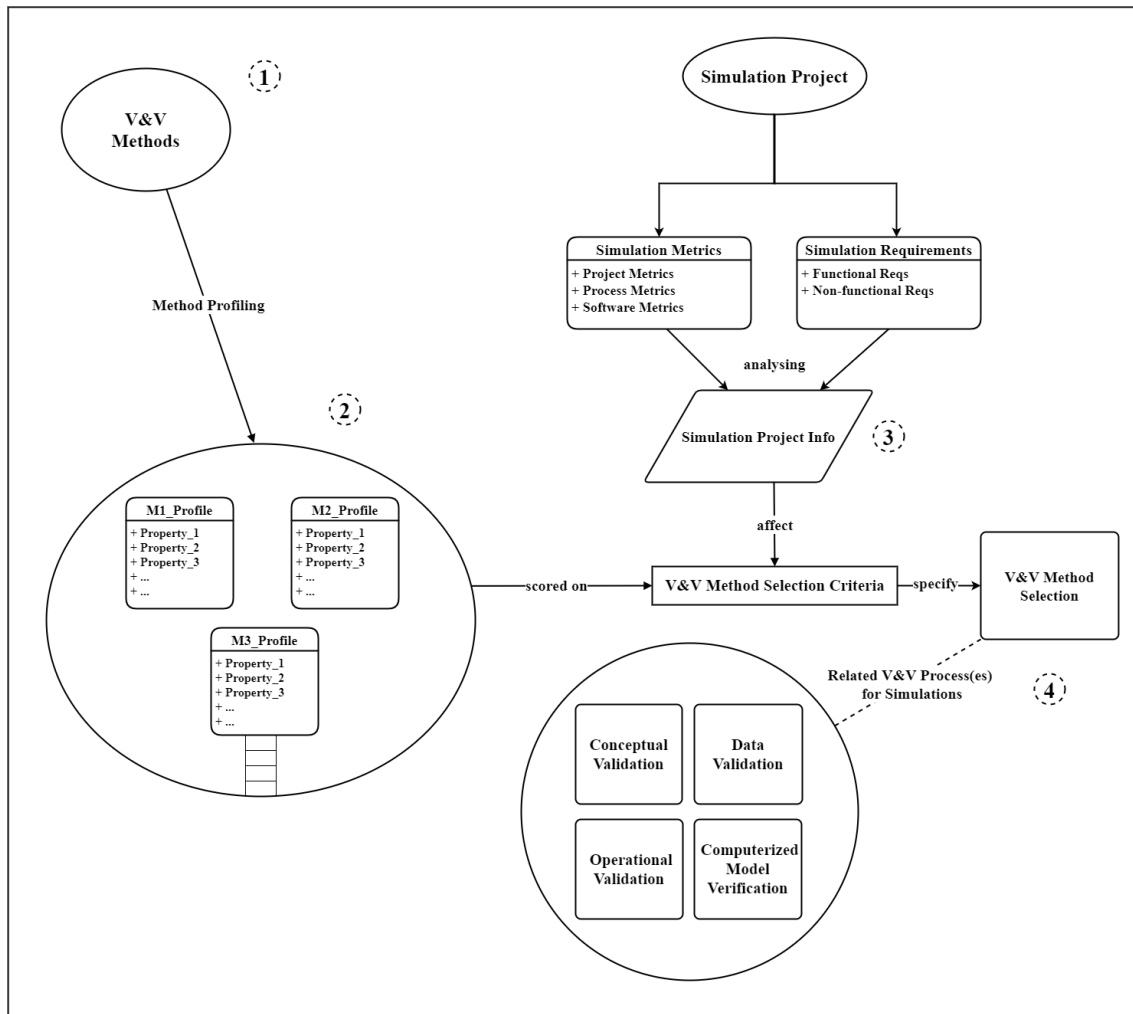 1
V&V
Methods
Method Profiling
2
M1_Profile
+ Property_1
+ Property_2
+ Property_3
+ ...
+ ...
M2_Profile
+ Property_1
+ Property_2
+ Property_3
+ ...
+ ...
M3_Profile
+ Property_1
+ Property_2
+ Property_3
+ ...
+ ...
Simulation Project
Simulation Metrics
+ Project Metrics
+ Process Metrics
+ Software Metrics
Simulation Requirements
+ Functional Reqs
+ Non-functional Reqs
analysing
Simulation Project Info
3
affect
scored on
V&V Method Selection Criteria
specify
V&V Method
Selection
Related V&V Process(es)
for Simulations
4
Conceptual
Validation
Data
Validation
Operational
Validation
Computerized
Model
Verification